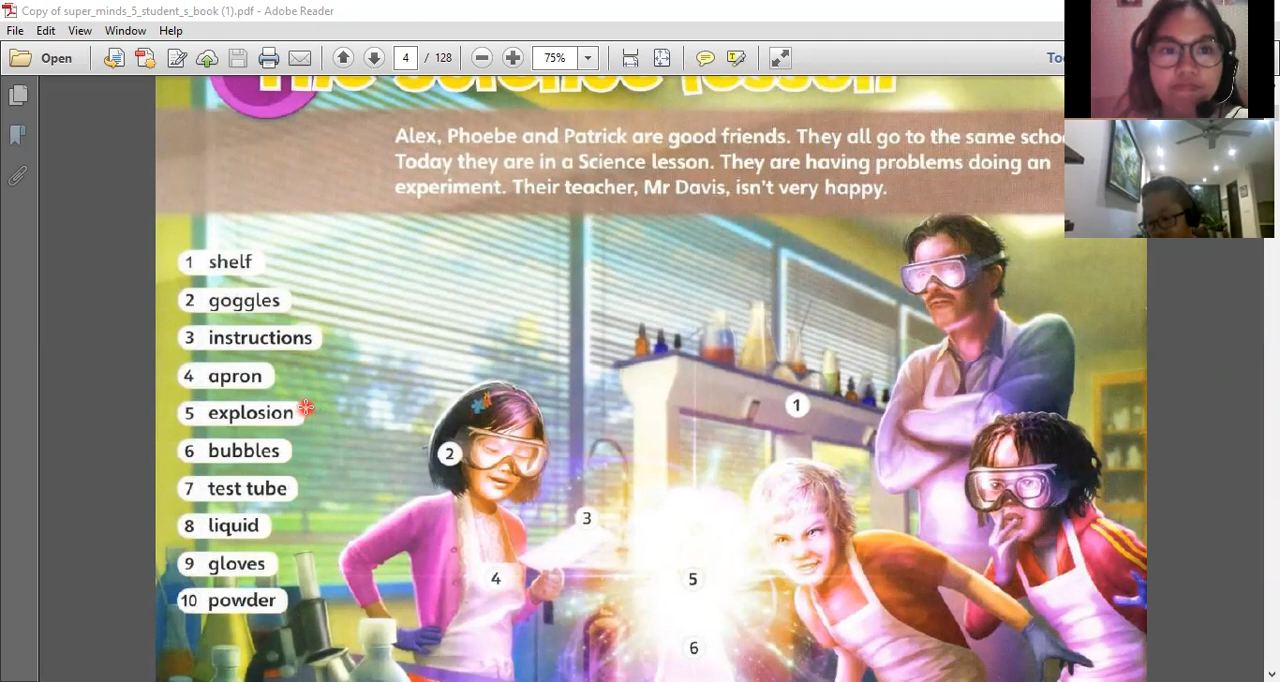 Copy of super_minds_5_student_s_book (1).pdf - Adobe Reader
File Edit View Window Help
Open 4 / 128 75%
The Science lesson
Alex, Phoebe and Patrick are good friends. They all go to the same
Today they are in a Science lesson. They are having problems doing an
experiment. Their teacher, Mr Davis, isn't very happy.
1 shelf
2 goggles
3 instructions
4 apron
5 explosion
6 bubbles
7 test tube
8 liquid
9 gloves
10 powder
1
2
3
4
5
6